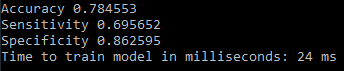 Accuracy 0.784553
Sensitivity 0.695652
Specificity 0.862595
Time to train model in milliseconds: 24 ms